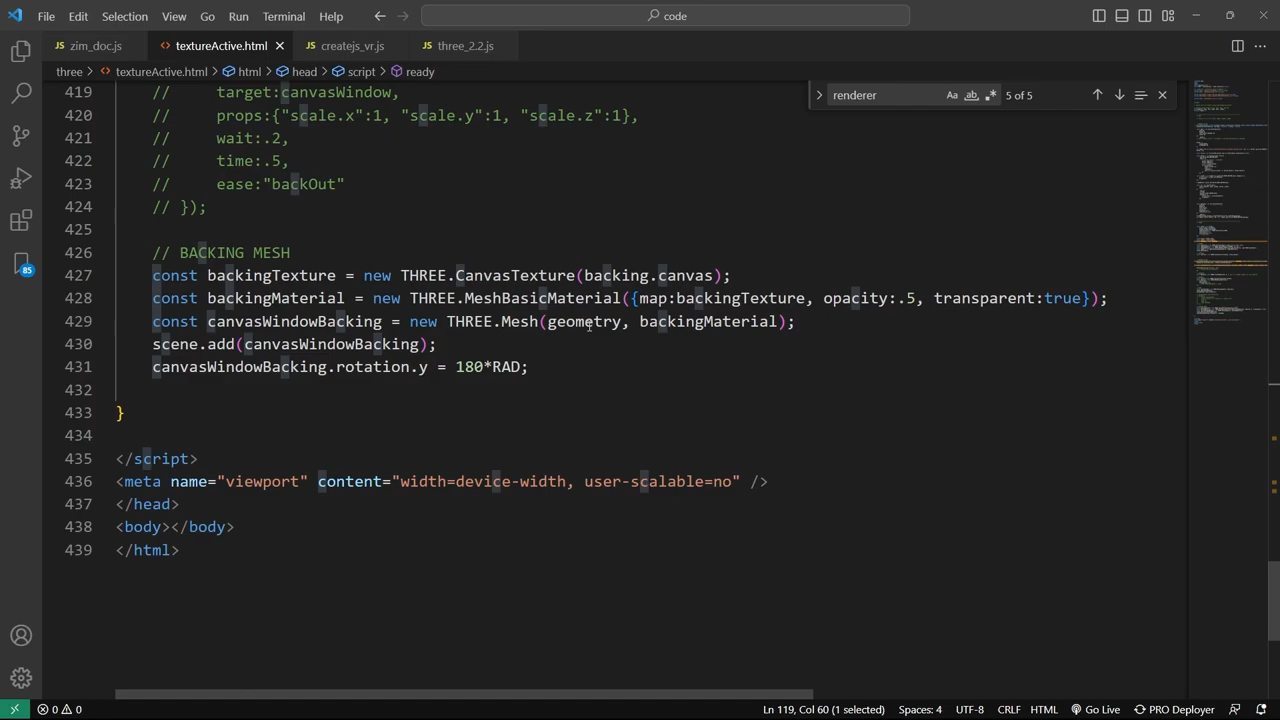 File Edit Selection View Go Run Terminal Help code
zim_doc.js textureActive.html createjs_vr.js three_2.2.js
three > textureActive.html > html > head > script > ready
renderer ab 5 of 5
419 // target:canvasWindow,
420 // props:{"scale.x":1, "scale.y":1, "scale.z":1},
421 // wait:.2,
422 // time:.5,
423 // ease:"backOut"
424 // });
425
426 // BACKING MESH
427 const backingTexture = new THREE.CanvasTexture(backing.canvas);
428 const backingMaterial = new THREE.MeshBasicMaterial({map:backingTexture, opacity:.5, transparent:true});
429 const canvasWindowBacking = new THREE.Mesh(geometry, backingMaterial);
430 scene.add(canvasWindowBacking);
431 canvasWindowBacking.rotation.y = 180*RAD;
432
433 }
434
435 </script>
436 <meta name="viewport" content="width=device-width, user-scalable=no" />
437 </head>
438 <body></body>
439 </html>
85
0 0 Ln 119, Col 60 (1 selected) Spaces: 4 UTF-8 CRLF HTML Go Live PRO Deployer